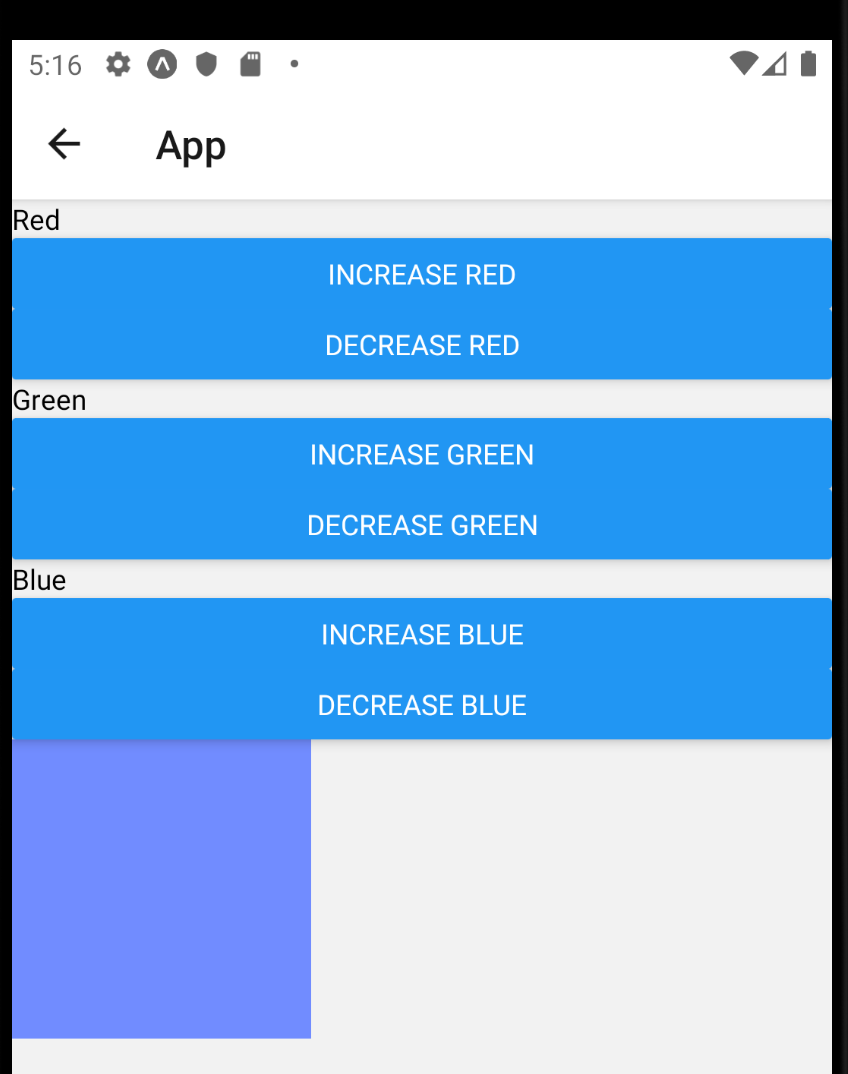 5:16
App
Red
INCREASE RED
DECREASE RED
Green
INCREASE GREEN
DECREASE GREEN
Blue
INCREASE BLUE
DECREASE BLUE